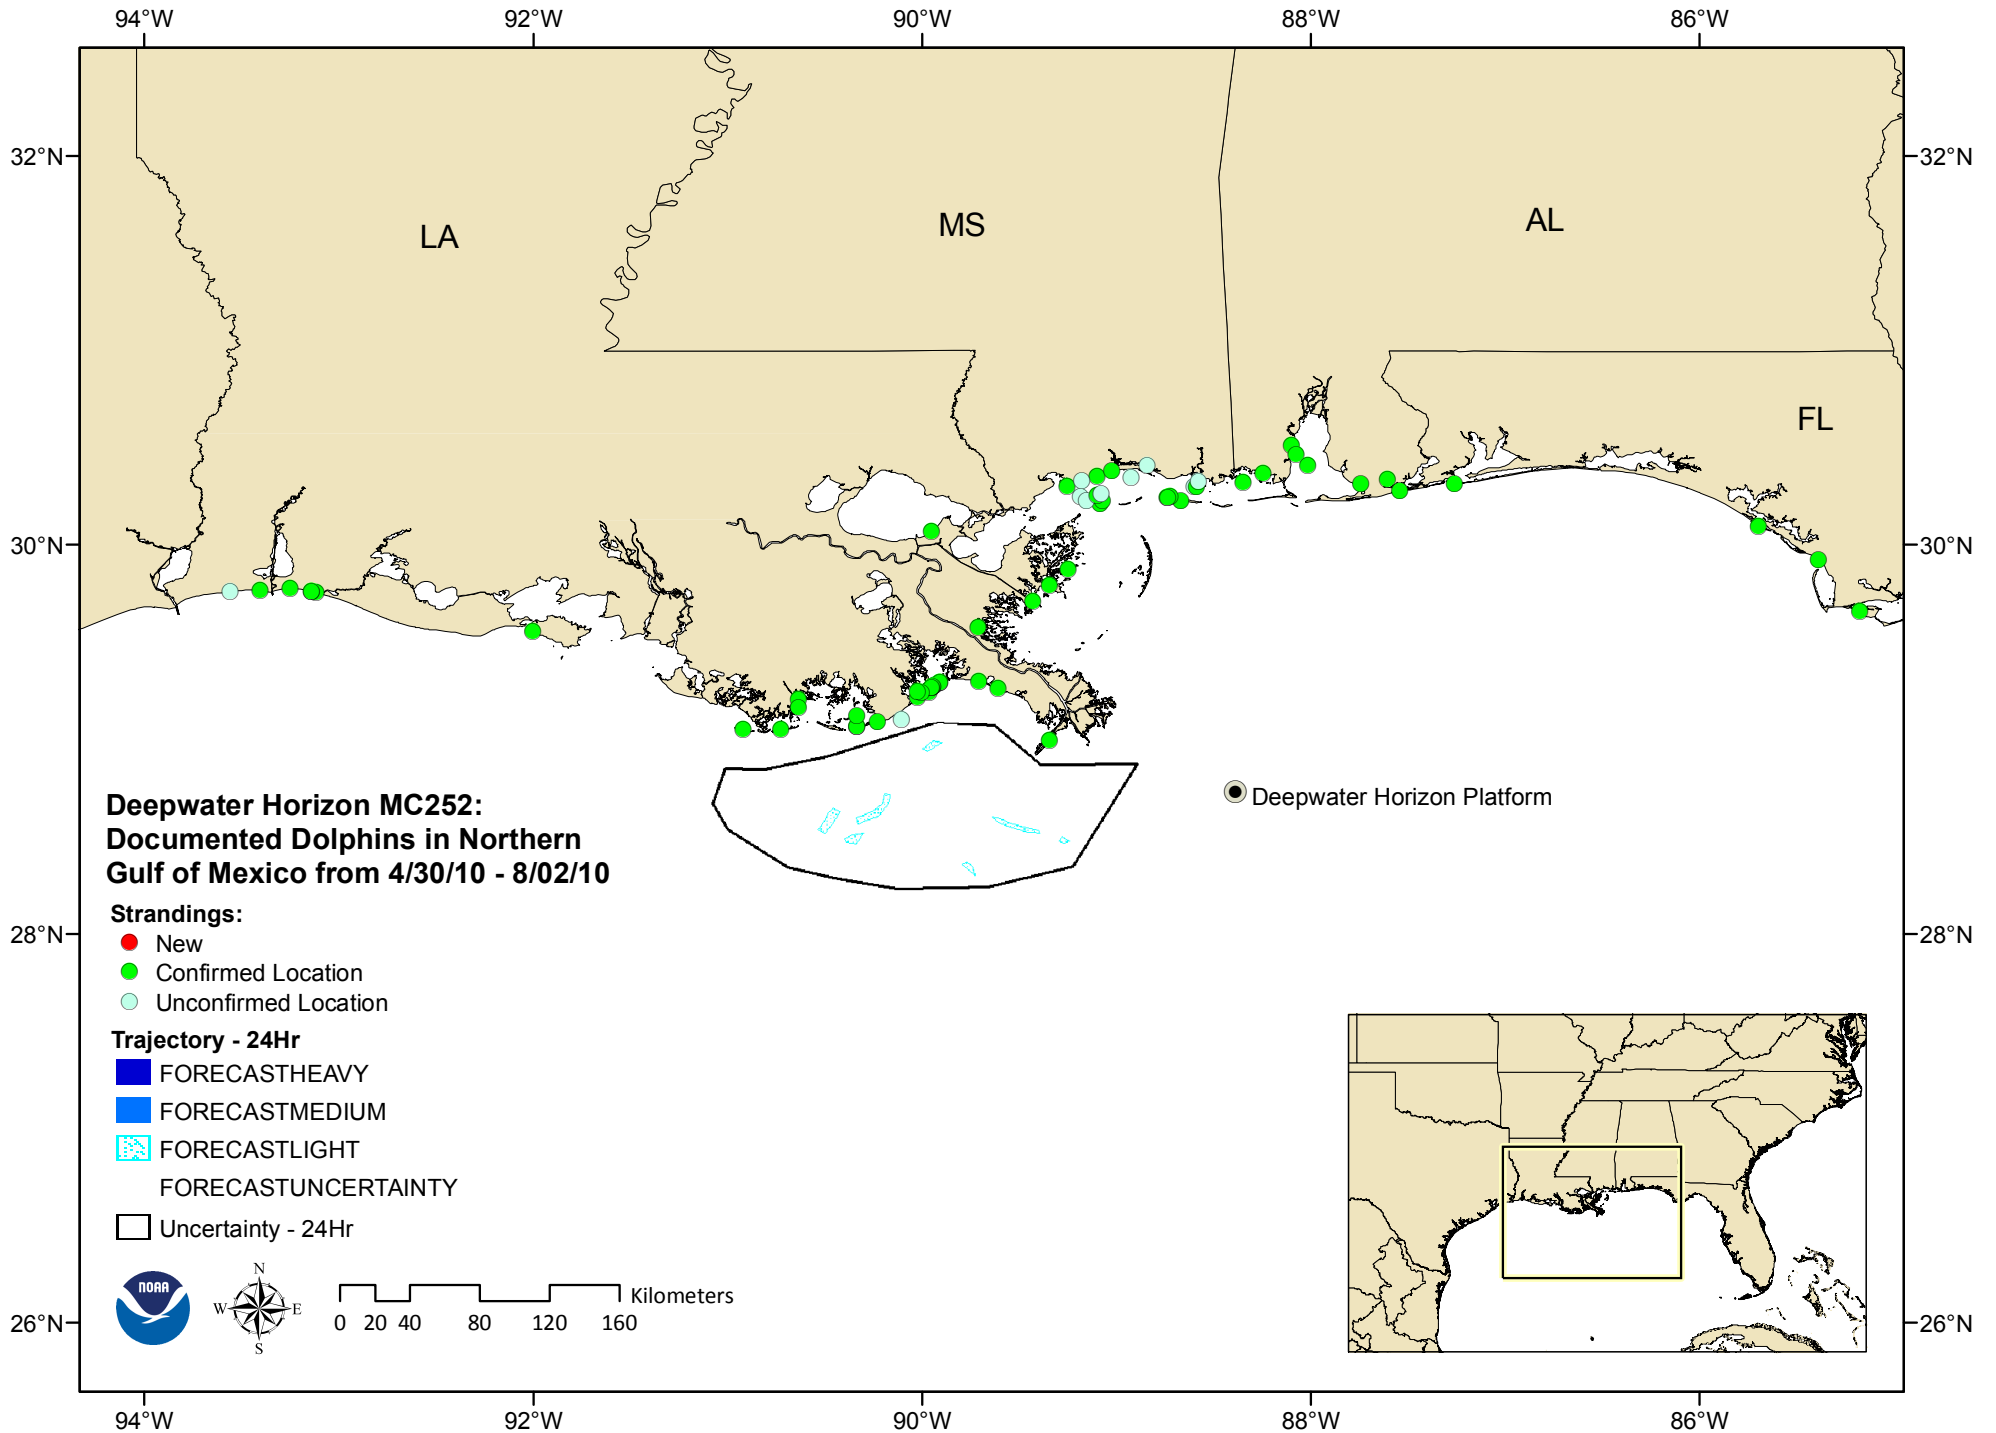 94°W 92°W 90°W 88°W 86°W
32°N 32°N
LA MS AL
FL
30°N 30°N
Deepwater Horizon Platform
Deepwater Horizon MC252:
Documented Dolphins in Northern
Gulf of Mexico from 4/30/10 - 8/02/10
Strandings:
28°N 28°N
New
Confirmed Location
Unconfirmed Location
Trajectory - 24Hr
FORECASTHEAVY
FORECASTMEDIUM
FORECASTLIGHT
FORECASTUNCERTAINTY
Uncertainty - 24Hr
NOAA
N
W E
S
Kilometers
0 20 40 80 120 160
26°N 26°N
94°W 92°W 90°W 88°W 86°W